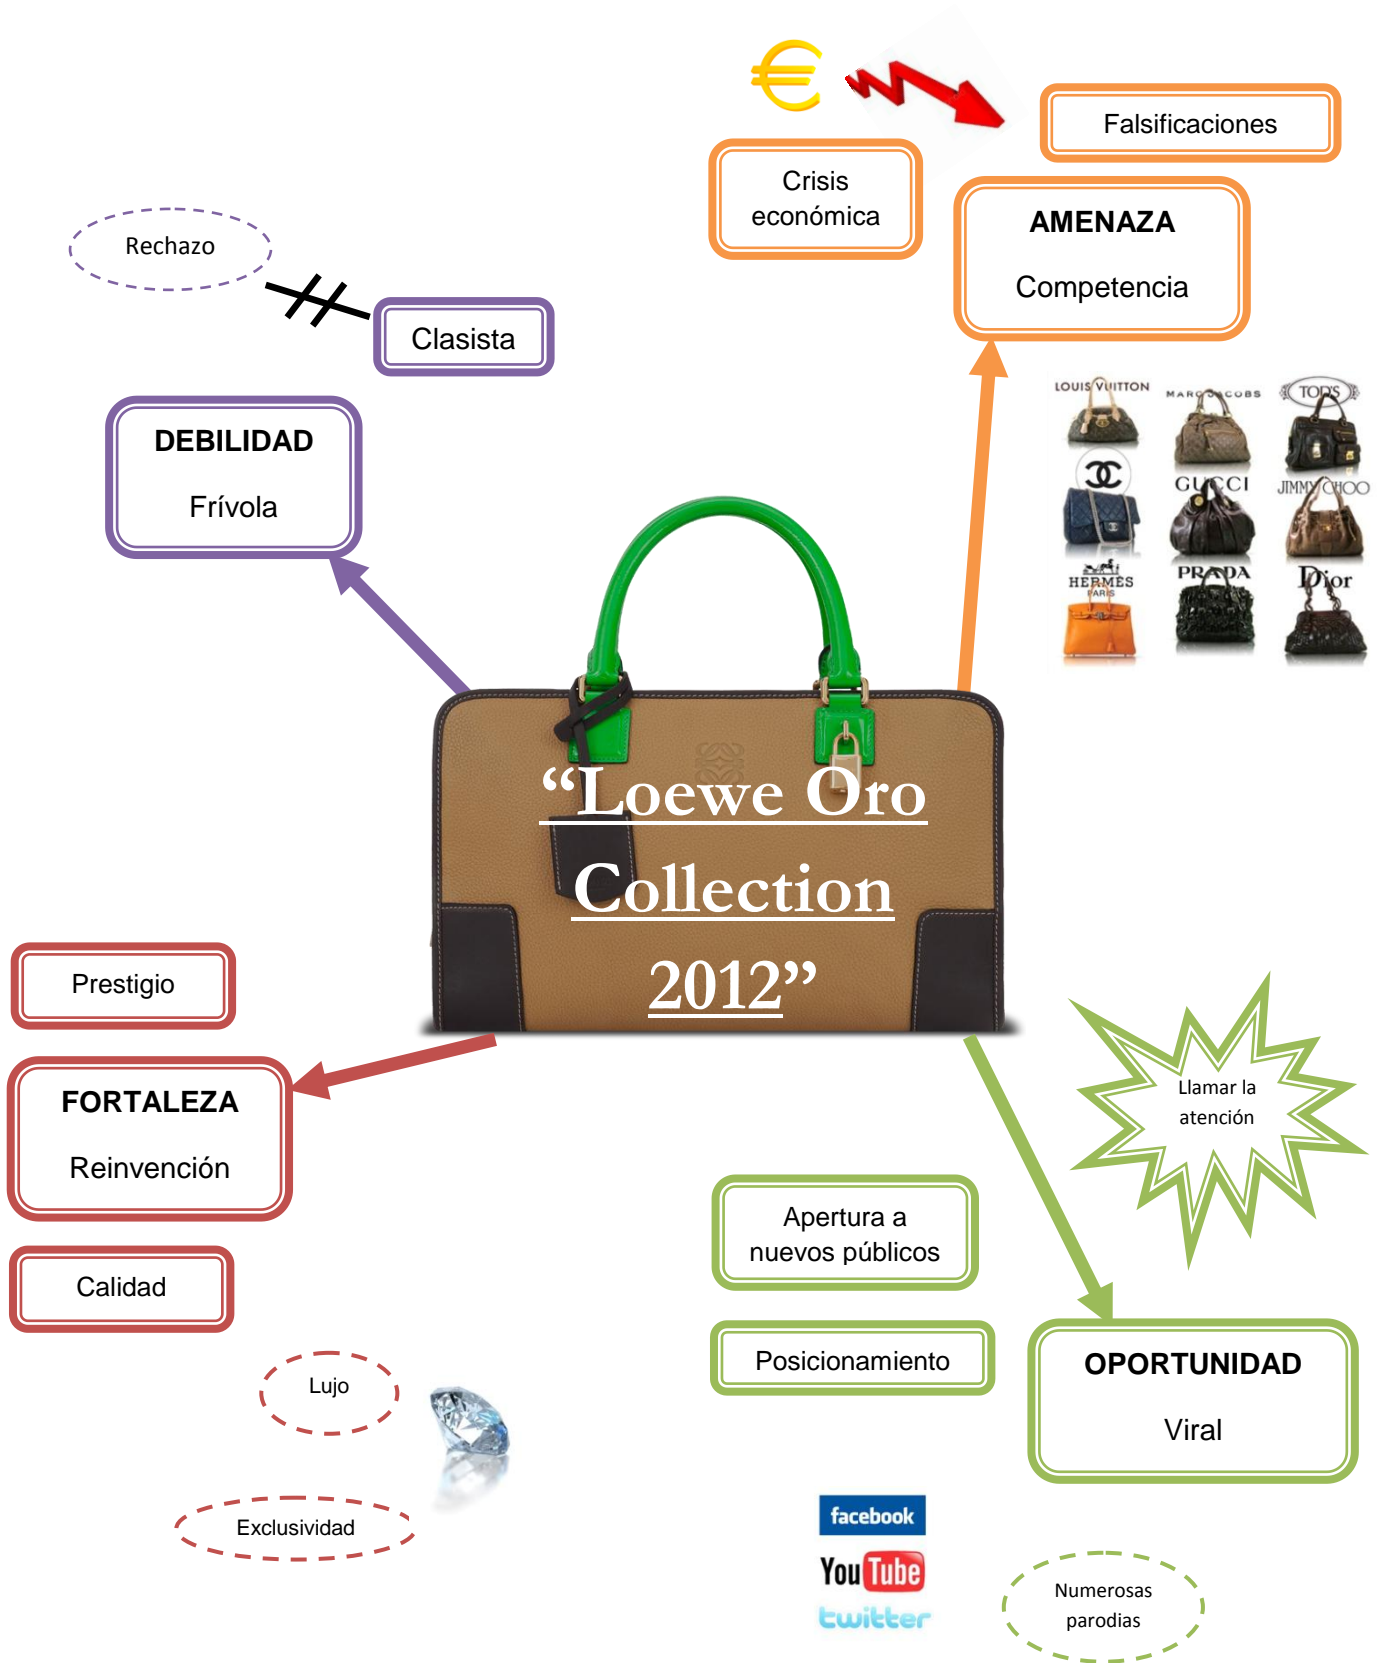 Falsificaciones
Crisis
económica
AMENAZA
Competencia
Rechazo
Clasista
DEBILIDAD
Frívola
LOUIS VUITTON
MARC JACOBS
TOD'S
GUCCI
JIMMY CHOO
HERMÈS
PARIS
PRADA
Dior
“Loewe Oro
Collection
2012”
Prestigio
FORTALEZA
Reinvención
Calidad
Lujo
Exclusividad
Llamar la
atención
Apertura a
nuevos públicos
Posicionamiento
OPORTUNIDAD
Viral
facebook
YouTube
twitter
Numerosas
parodias